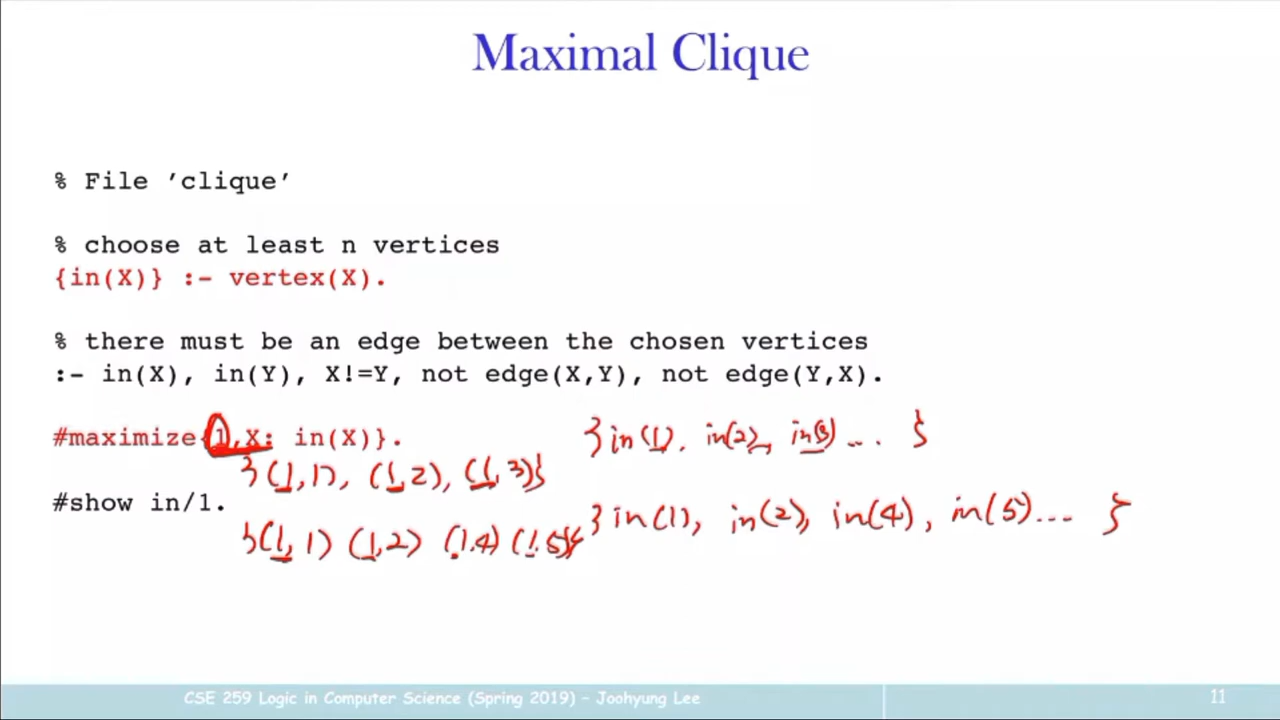 Maximal Clique
% File ’clique’
% choose at least n vertices
{in(X)} :- vertex(X).
% there must be an edge between the chosen vertices
:- in(X), in(Y), X!=Y, not edge(X,Y), not edge(Y,X).
#maximize{1,X: in(X)}.
{in(1), in(2), in(3) ... }
{(1,1), (1,2), (1,3)}
#show in/1.
{in(1), in(2), in(4), in(5)... }
{(1,1) (1,2) (1,4) (1,5)}
CSE 259 Logic in Computer Science (Spring 2019) – Joohyung Lee
11